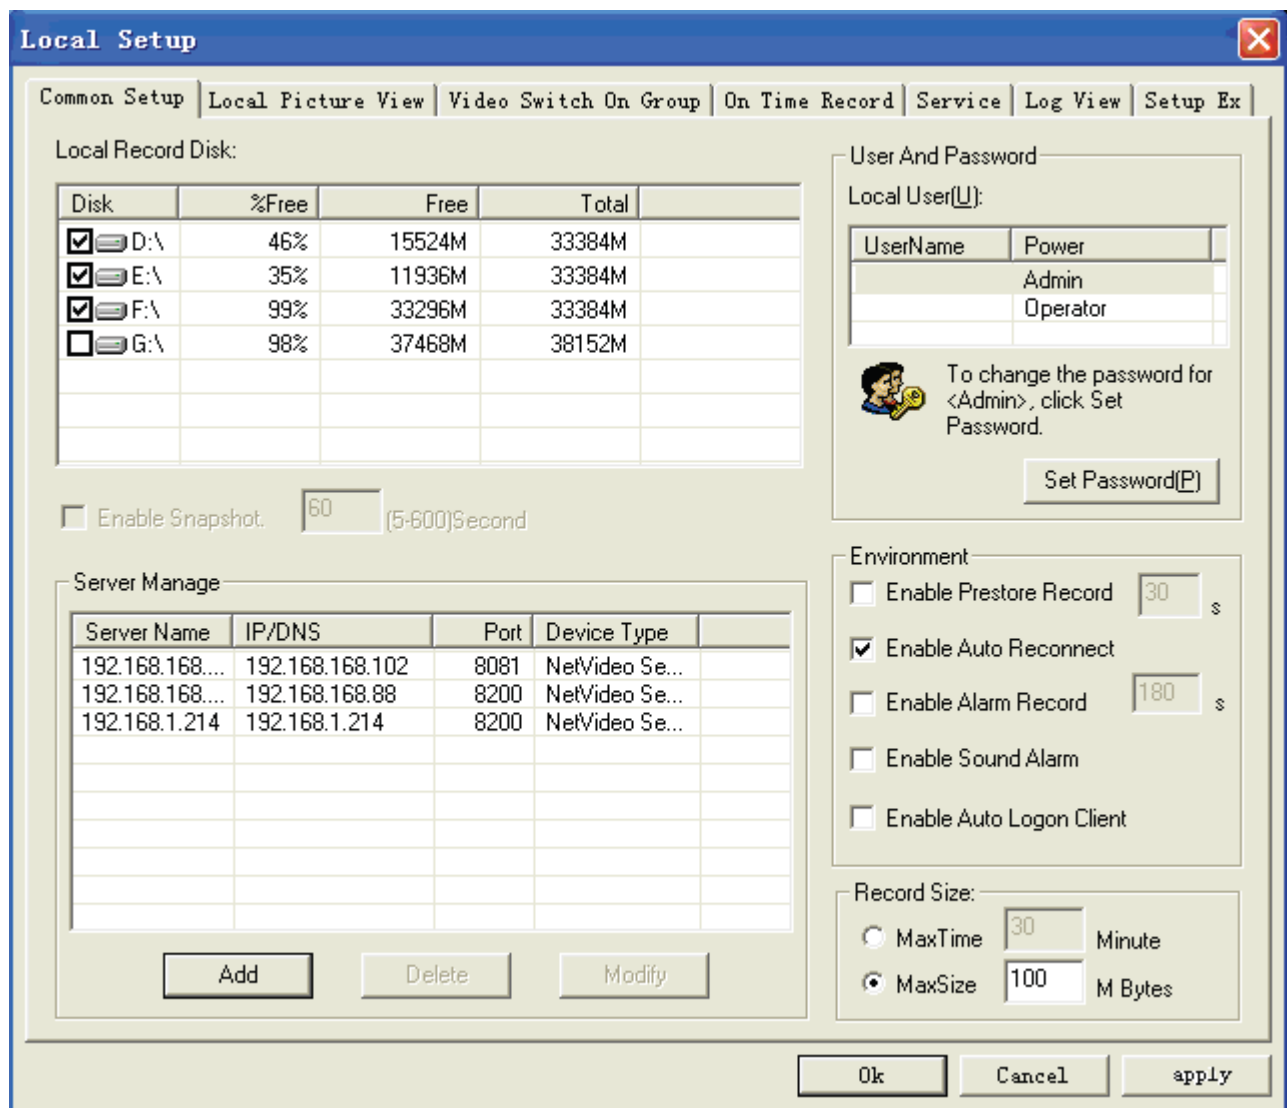 Local Setup
Common Setup Local Picture View Video Switch On Group On Time Record Service Log View Setup Ex
Local Record Disk:
Disk %Free Free Total
D:\ 46% 15524M 33384M
E:\ 35% 11936M 33384M
F:\ 99% 33296M 33384M
G:\ 98% 37468M 38152M
Enable Snapshot. 60 (5-600)Second
Server Manage
Server Name IP/DNS Port Device Type
192.168.168.... 192.168.168.102 8081 NetVideo Se...
192.168.168.... 192.168.168.88 8200 NetVideo Se...
192.168.1.214 192.168.1.214 8200 NetVideo Se...
Add Delete Modify
User And Password
Local User(U):
UserName Power
Admin
Operator
To change the password for
<Admin>, click Set
Password.
Set Password(P)
Environment
Enable Prestore Record 30 s
Enable Auto Reconnect
Enable Alarm Record 180 s
Enable Sound Alarm
Enable Auto Logon Client
Record Size:
MaxTime 30 Minute
MaxSize 100 M Bytes
Ok Cancel apply